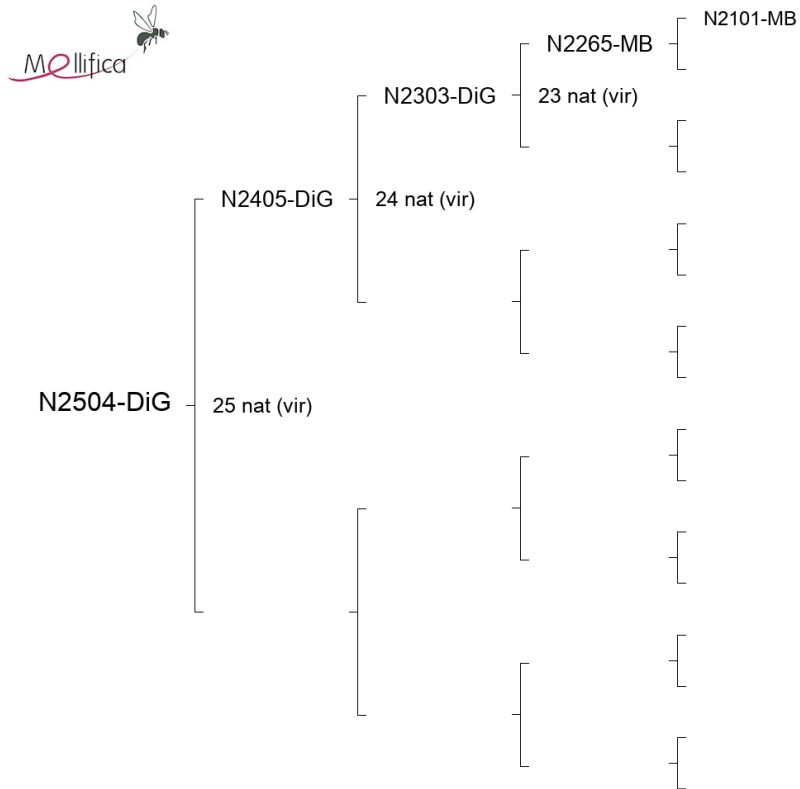 Mellifica
N2101-MB
N2265-MB
N2303-DiG
23 nat (vir)
N2405-DiG
24 nat (vir)
N2504-DiG
25 nat (vir)